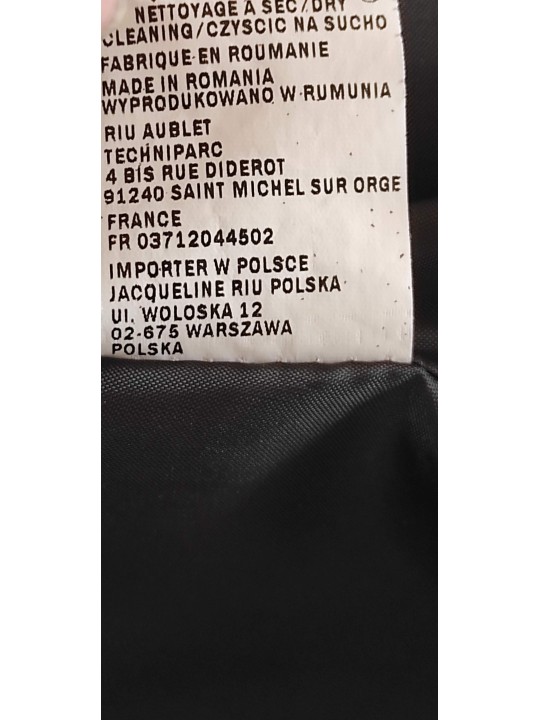 NETTOYAGE A SEC/DRY
CLEANING/CZYSCIC NA SUCHO
FABRIQUE EN ROUMANIE
MADE IN ROMANIA
WYPRODUKOWANO W RUMUNIA
RIU AUBLET
TECHNIPARC
4 BIS RUE DIDEROT
91240 SAINT MICHEL SUR ORGE
FRANCE
FR 03712044502
IMPORTER W POLSCE
JACQUELINE RIU POLSKA
Ul. WOLOSKA 12
02-675 WARSZAWA
POLSKA